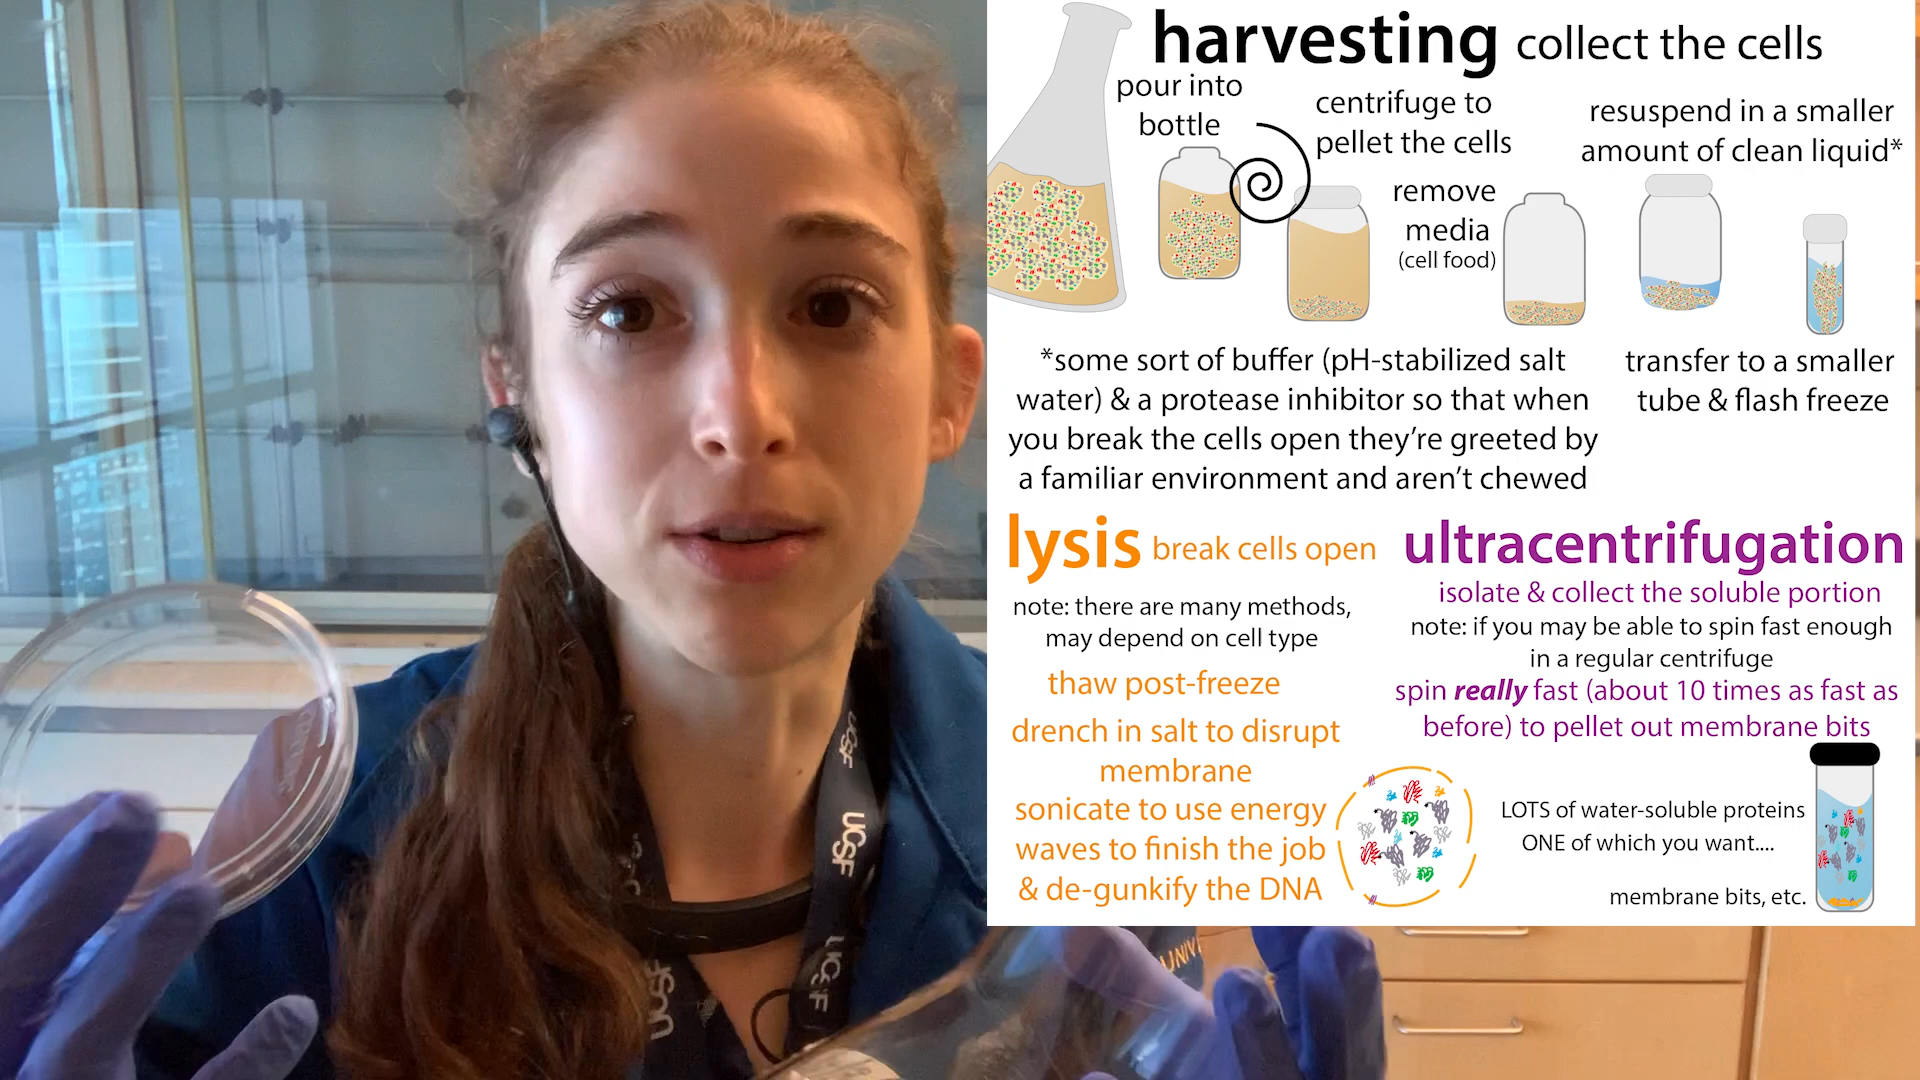 harvesting collect the cells
pour into
bottle
centrifuge to
pellet the cells
remove
media
(cell food)
resuspend in a smaller
amount of clean liquid*
*some sort of buffer (pH-stabilized salt
water) & a protease inhibitor so that when
you break the cells open they're greeted by
a familiar environment and aren't chewed
transfer to a smaller
tube & flash freeze
lysis break cells open
note: there are many methods,
may depend on cell type
thaw post-freeze
drench in salt to disrupt
membrane
sonicate to use energy
waves to finish the job
& de-gunkify the DNA
ultracentrifugation
isolate & collect the soluble portion
note: if you may be able to spin fast enough
in a regular centrifuge
spin really fast (about 10 times as fast as
before) to pellet out membrane bits
LOTS of water-soluble proteins
ONE of which you want....
membrane bits, etc.
UCSF
UCSF
UCSF
UCSF
UNIV